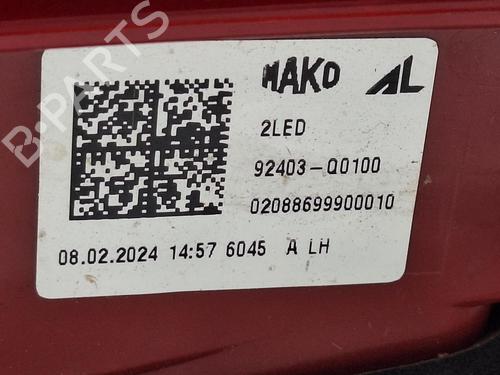 MAKO AL
2LED
92403-Q0100
02088699900010
08.02.2024 14:57 6045 A LH
B-PARTS